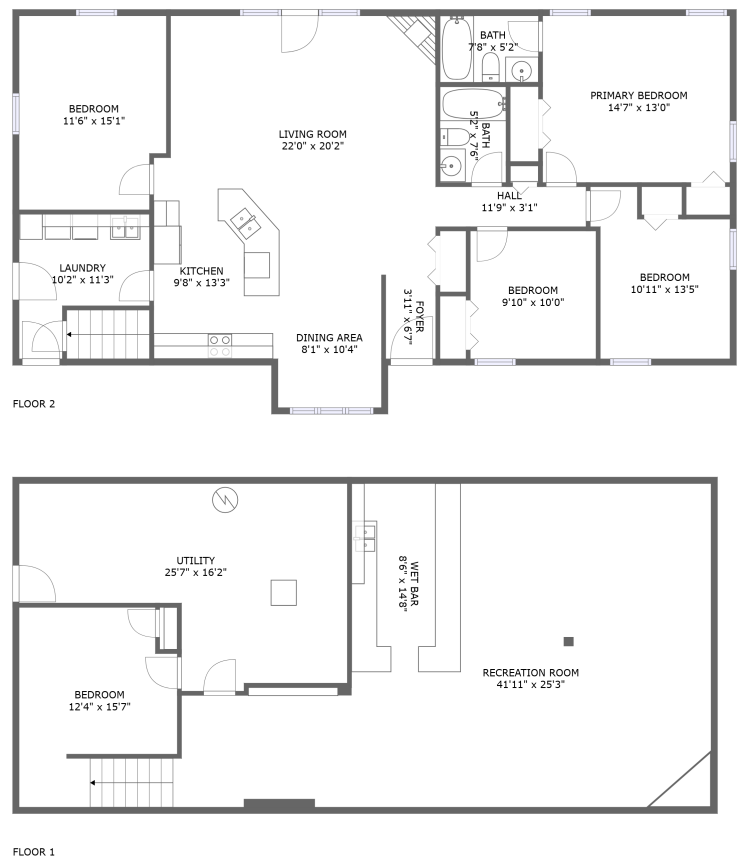 BATH
7'8" x 5'2"
BEDROOM
11'6" x 15'1"
PRIMARY BEDROOM
14'7" x 13'0"
LIVING ROOM
22'0" x 20'2"
BATH
5'2" x 7'6"
HALL
11'9" x 3'1"
LAUNDRY
10'2" x 11'3"
KITCHEN
9'8" x 13'3"
BEDROOM
9'10" x 10'0"
BEDROOM
10'11" x 13'5"
FOYER
3'11" x 6'7"
DINING AREA
8'1" x 10'4"
FLOOR 2
UTILITY
25'7" x 16'2"
WET BAR
8'6" x 14'8"
RECREATION ROOM
41'11" x 25'3"
BEDROOM
12'4" x 15'7"
FLOOR 1